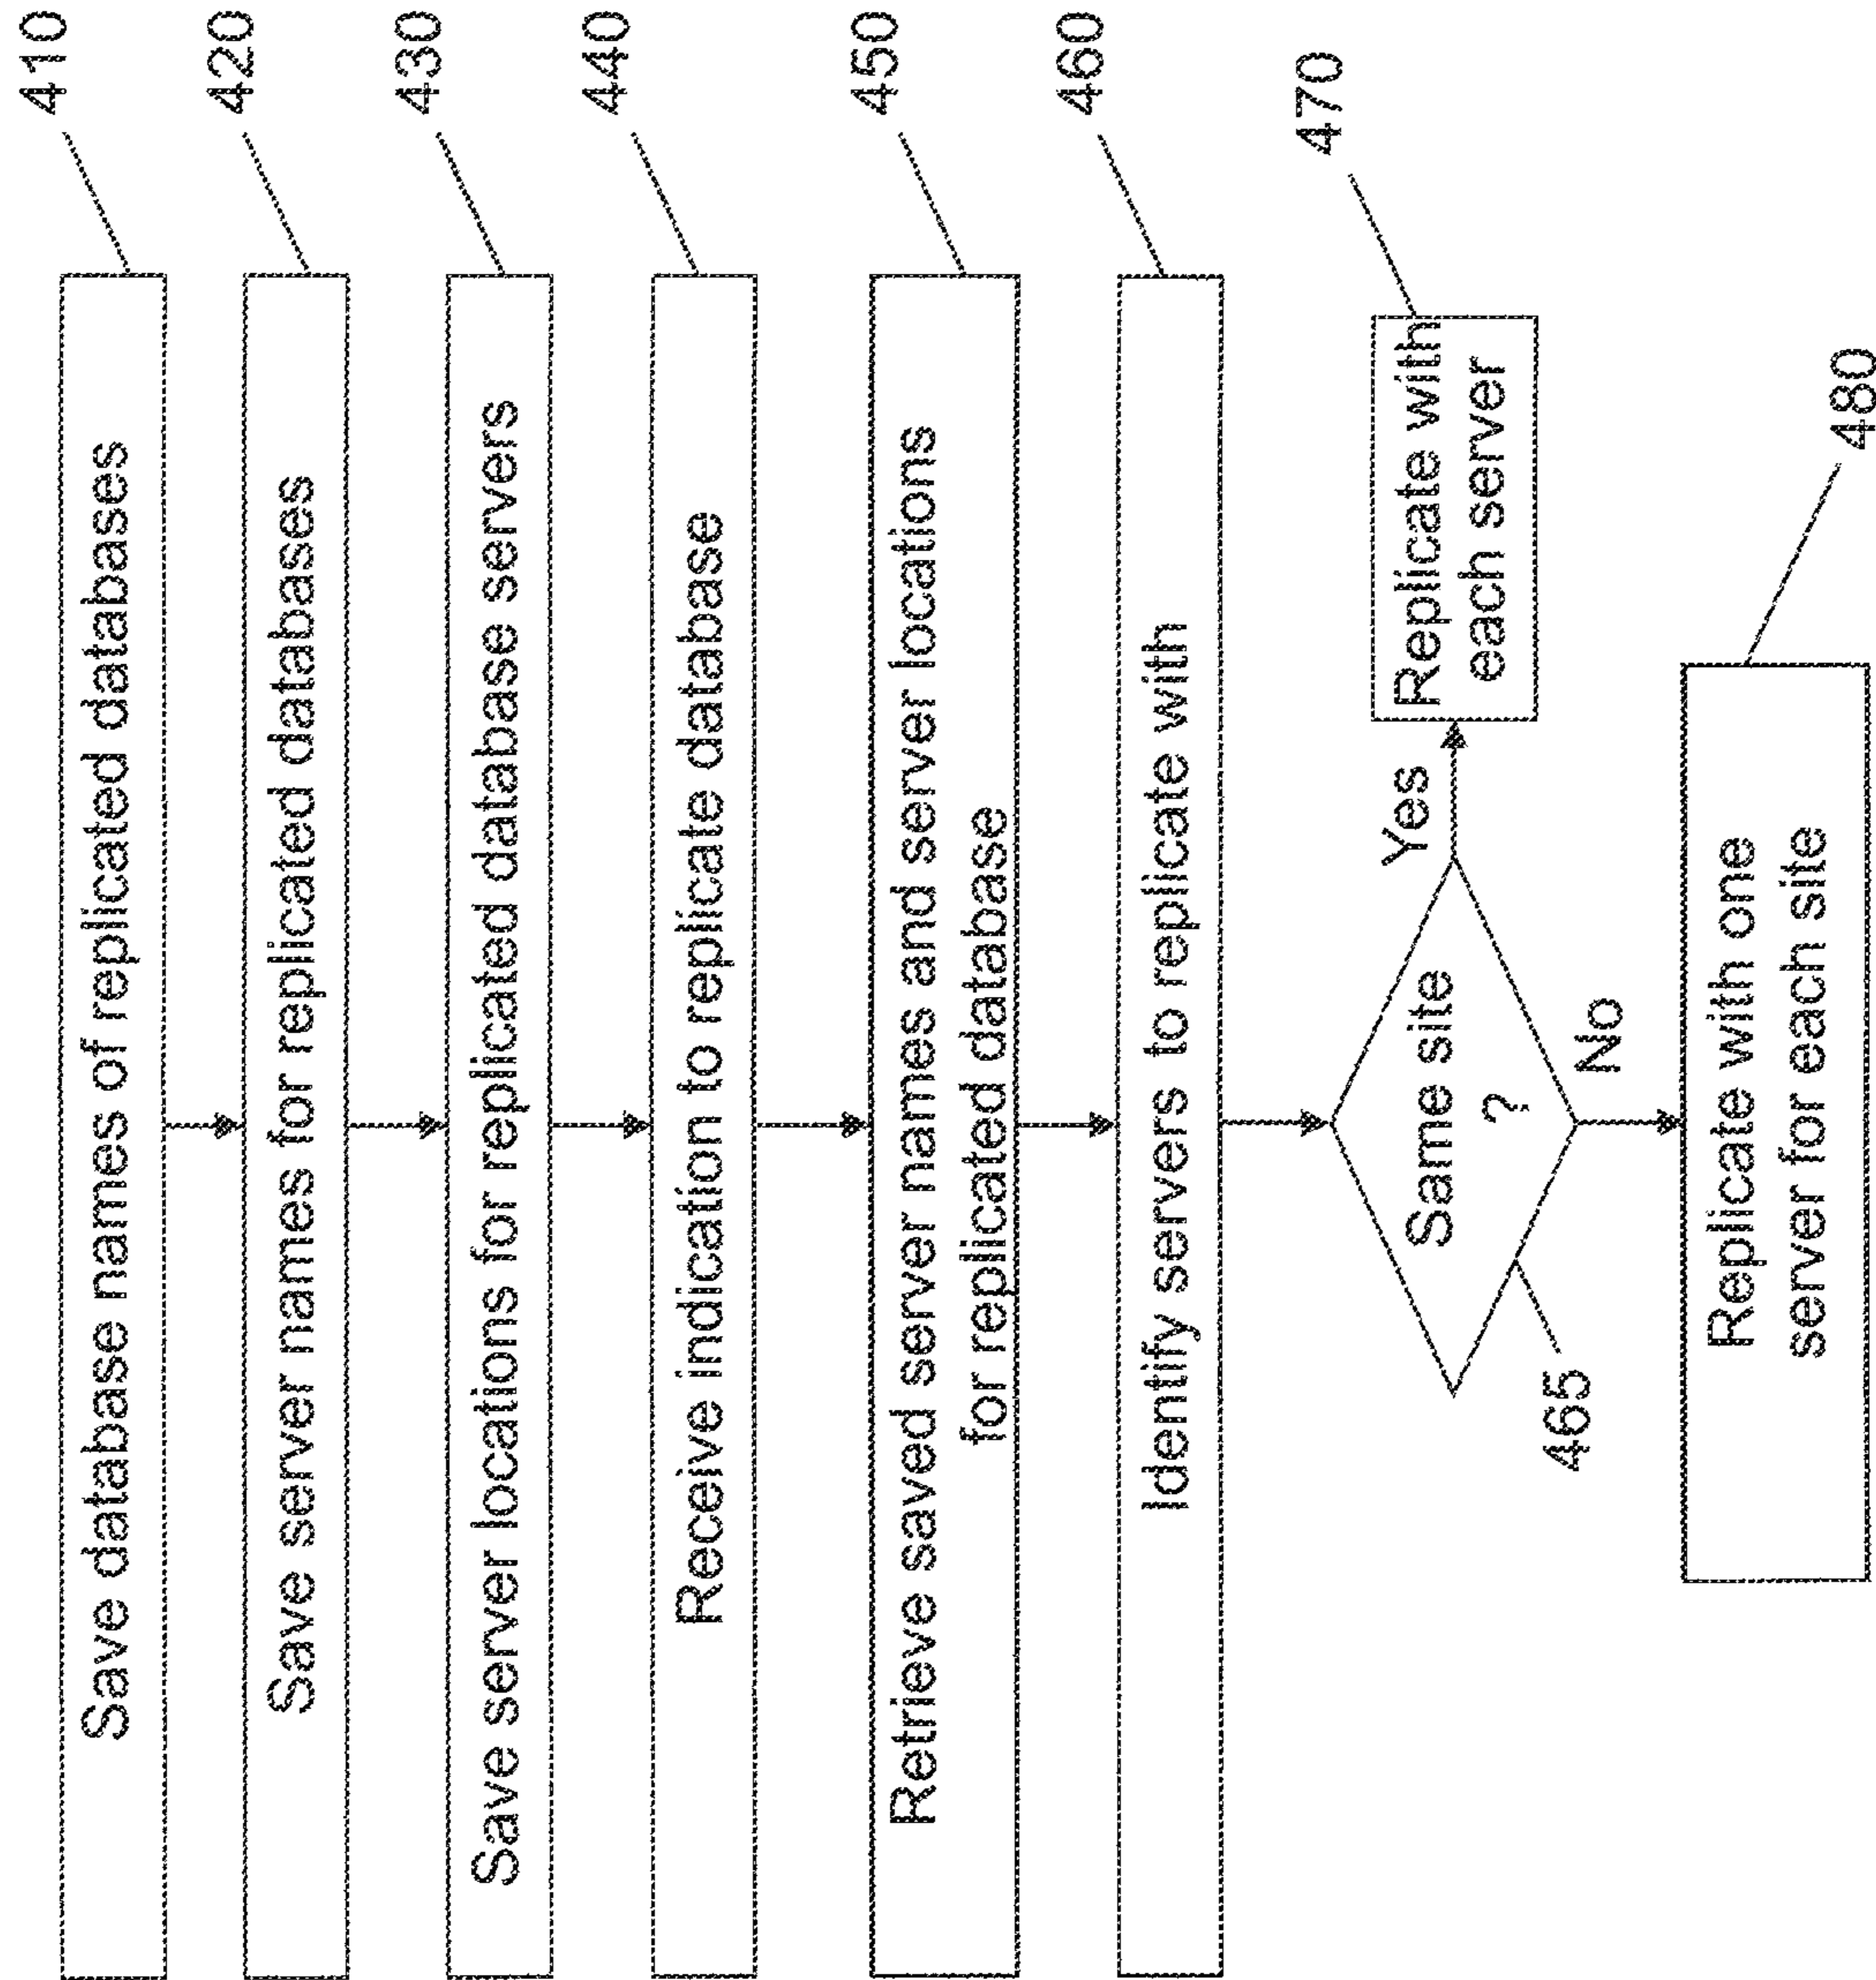 410
Save database names of replicated databases
420
Save server names for replicated databases
430
Save server locations for replicated database servers
440
Receive indication to replicate database
450
Retrieve saved server names and server locations
for replicated database
460
Identify servers to replicate with
465
Same site
?
Yes
470
Replicate with
each server
No
480
Replicate with one
server for each site